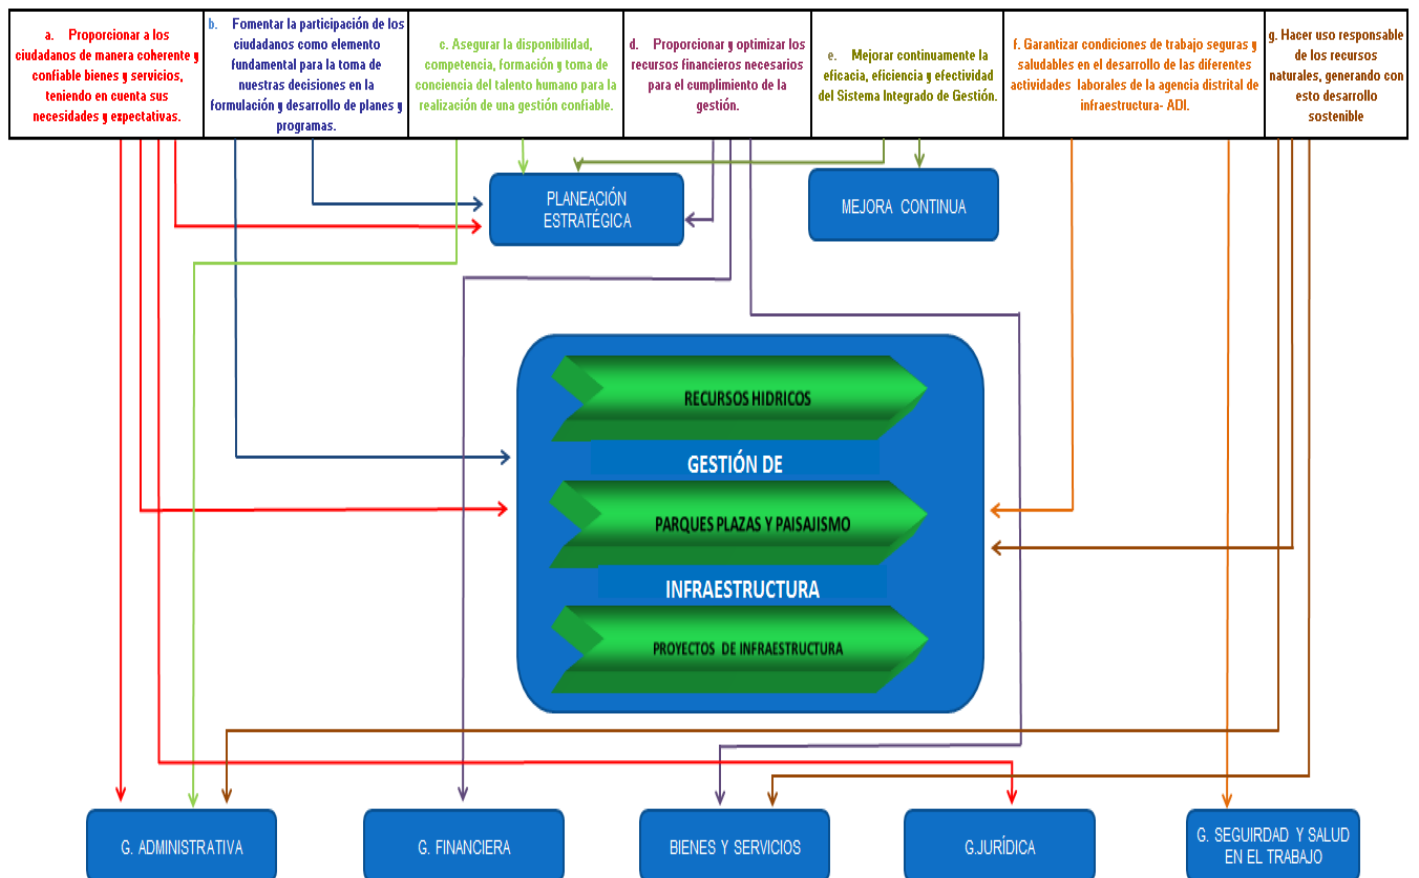 a. Proporcionar a los
ciudadanos de manera coherente y
confiable bienes y servicios,
teniendo en cuenta sus
necesidades y expectativas.
b. Fomentar la participación de los
ciudadanos como elemento
fundamental para la toma de
nuestras decisiones en la
formulación y desarrollo de planes y
programas.
c. Asegurar la disponibilidad,
competencia, formación y toma de
conciencia del talento humano para la
realización de una gestión confiable.
d. Proporcionar y optimizar los
recursos financieros necesarios
para el cumplimiento de la
gestión.
e. Mejorar continuamente la
eficacia, eficiencia y efectividad
del Sistema Integrado de Gestión.
f. Garantizar condiciones de trabajo seguras y
saludables en el desarrollo de las diferentes
actividades laborales de la agencia distrital de
infraestructura- ADI.
g. Hacer uso responsable
de los recursos
naturales, generando con
esto desarrollo
sostenible
PLANEACIÓN
ESTRATÉGICA
MEJORA CONTINUA
RECURSOS HIDRICOS
GESTIÓN DE
PARQUES PLAZAS Y PAISAJISMO
INFRAESTRUCTURA
PROYECTOS DE INFRAESTRUCTURA
G. ADMINISTRATIVA
G. FINANCIERA
BIENES Y SERVICIOS
G.JURÍDICA
G. SEGUIRDAD Y SALUD
EN EL TRABAJO